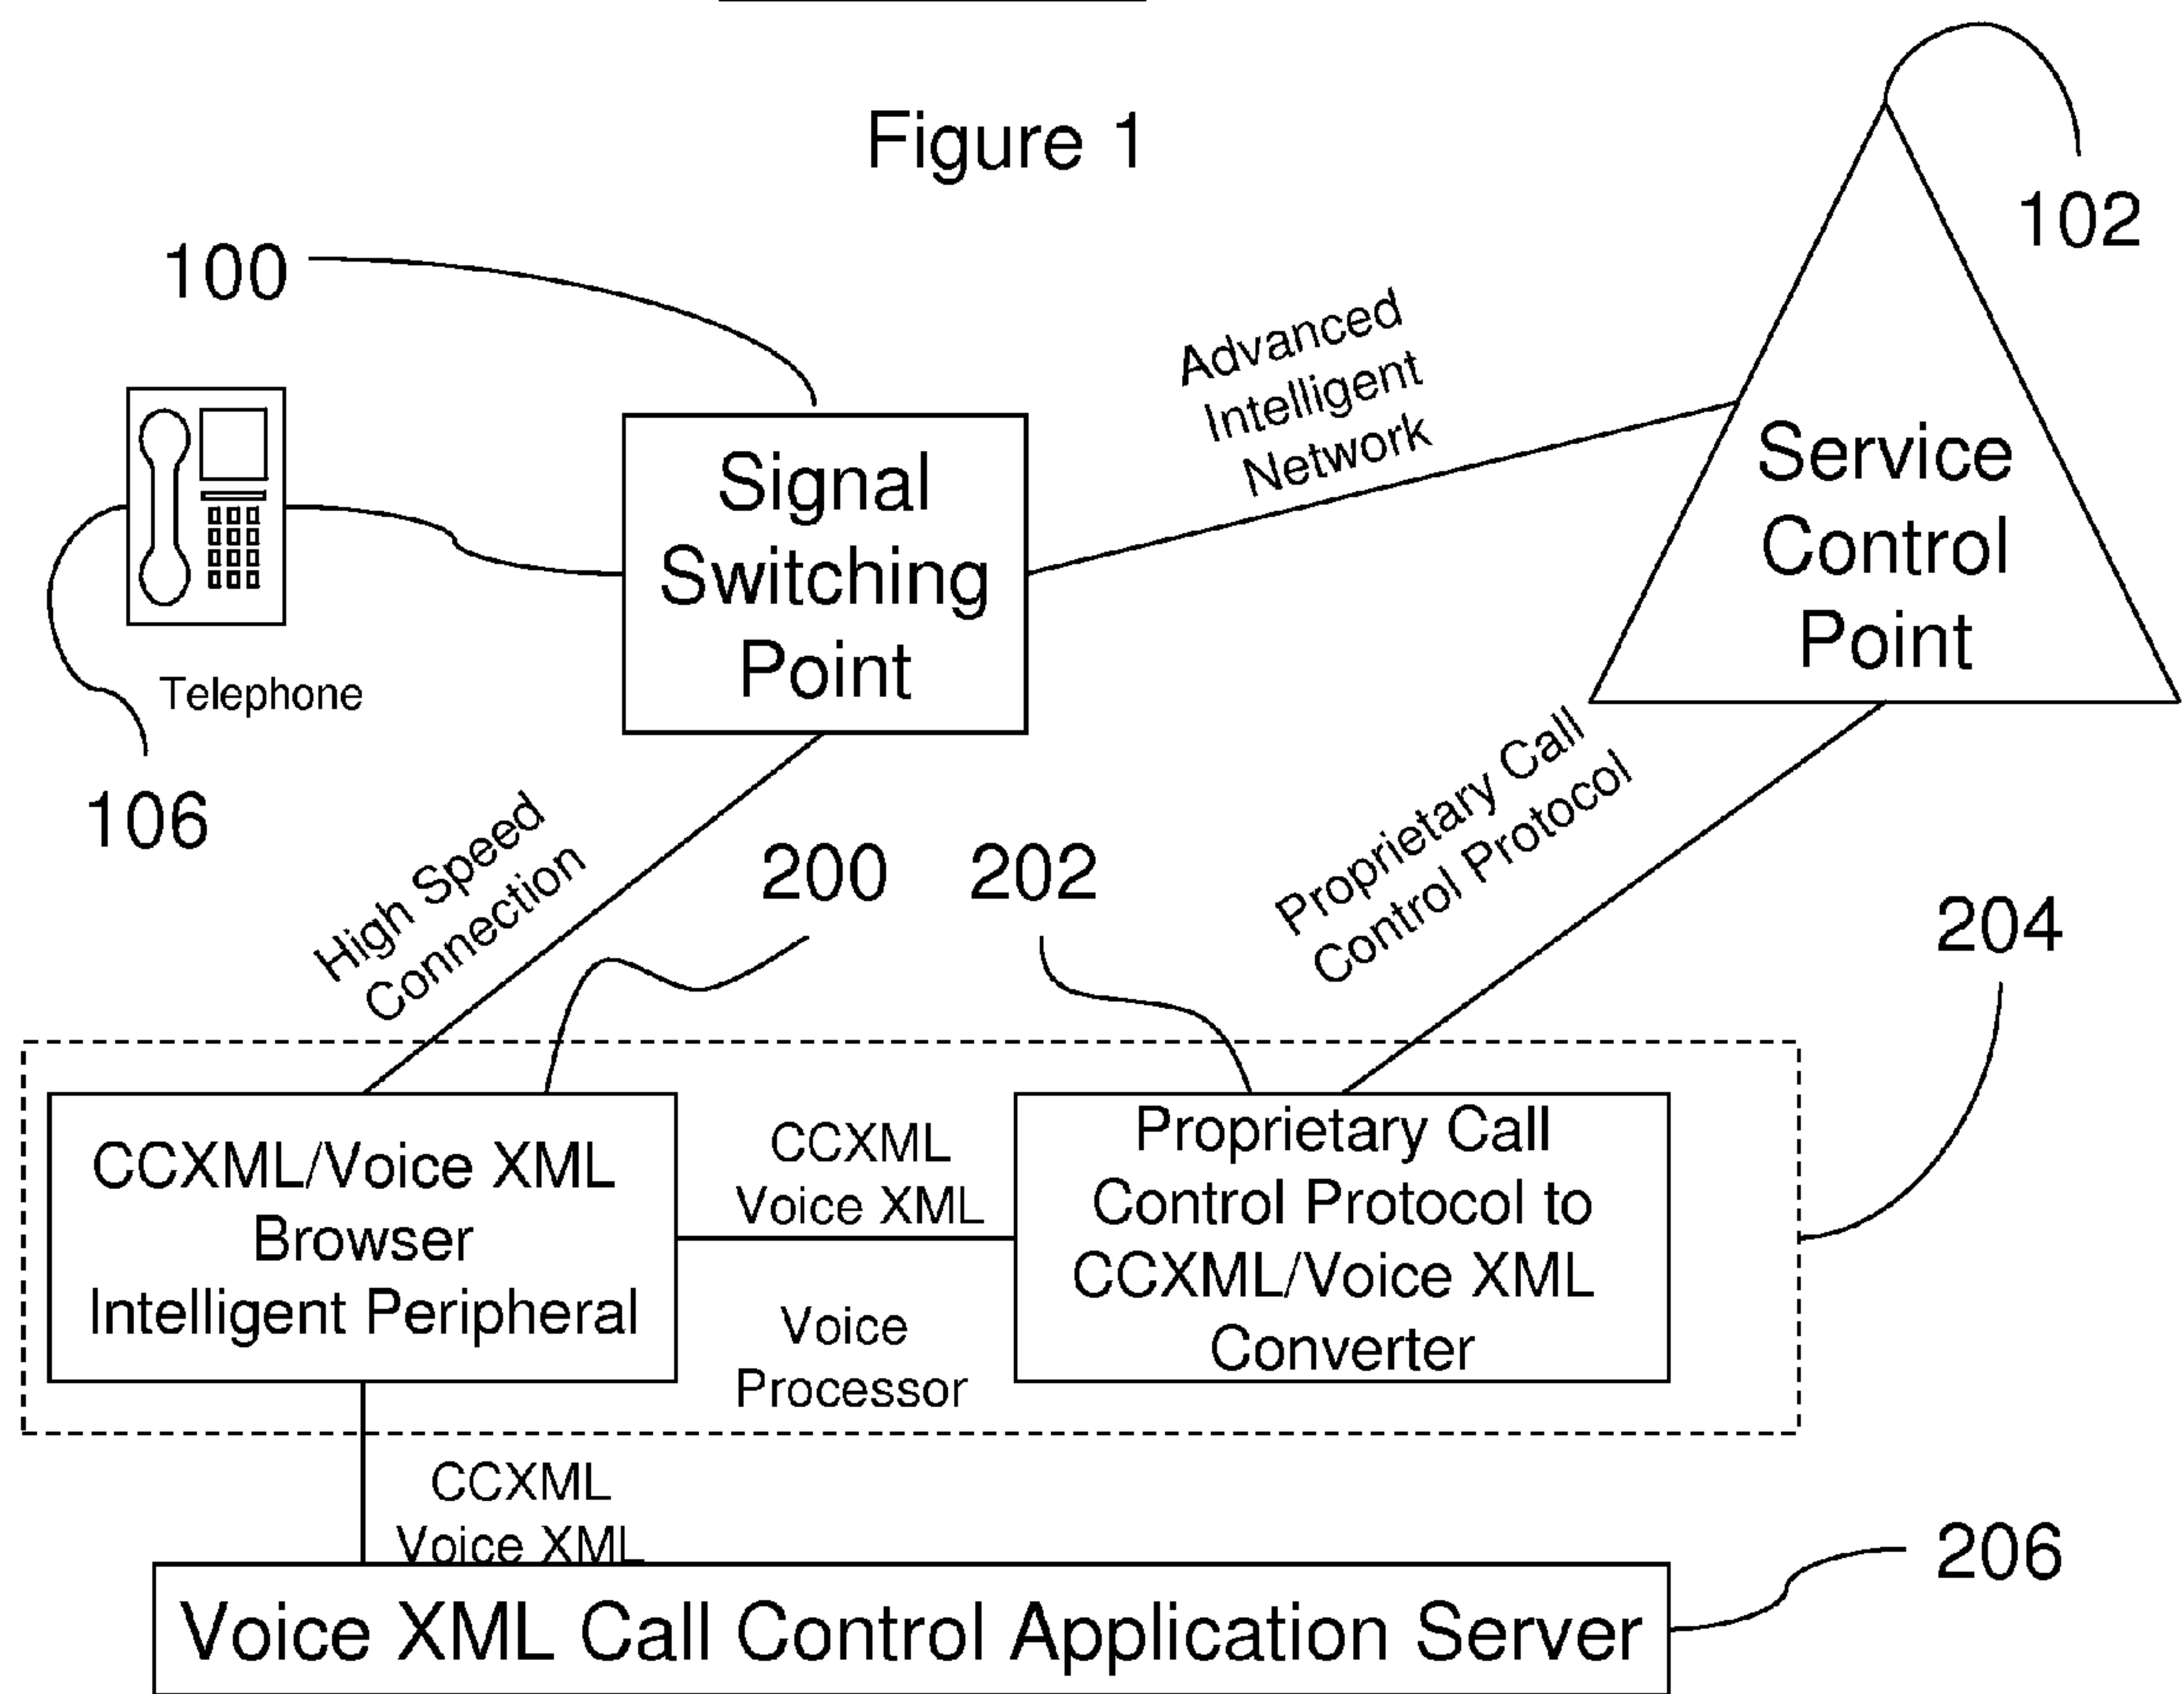 Figure 1
102
100
Advanced
Intelligent
Network
Signal
Switching
Point
Service
Control
Point
Telephone
106
High Speed
Connection
200
202
Proprietary Call
Control Protocol
204
CCXML/Voice XML
Browser
Intelligent Peripheral
CCXML
Voice XML
Voice
Processor
Proprietary Call
Control Protocol to
CCXML/Voice XML
Converter
CCXML
Voice XML
206
Voice XML Call Control Application Server